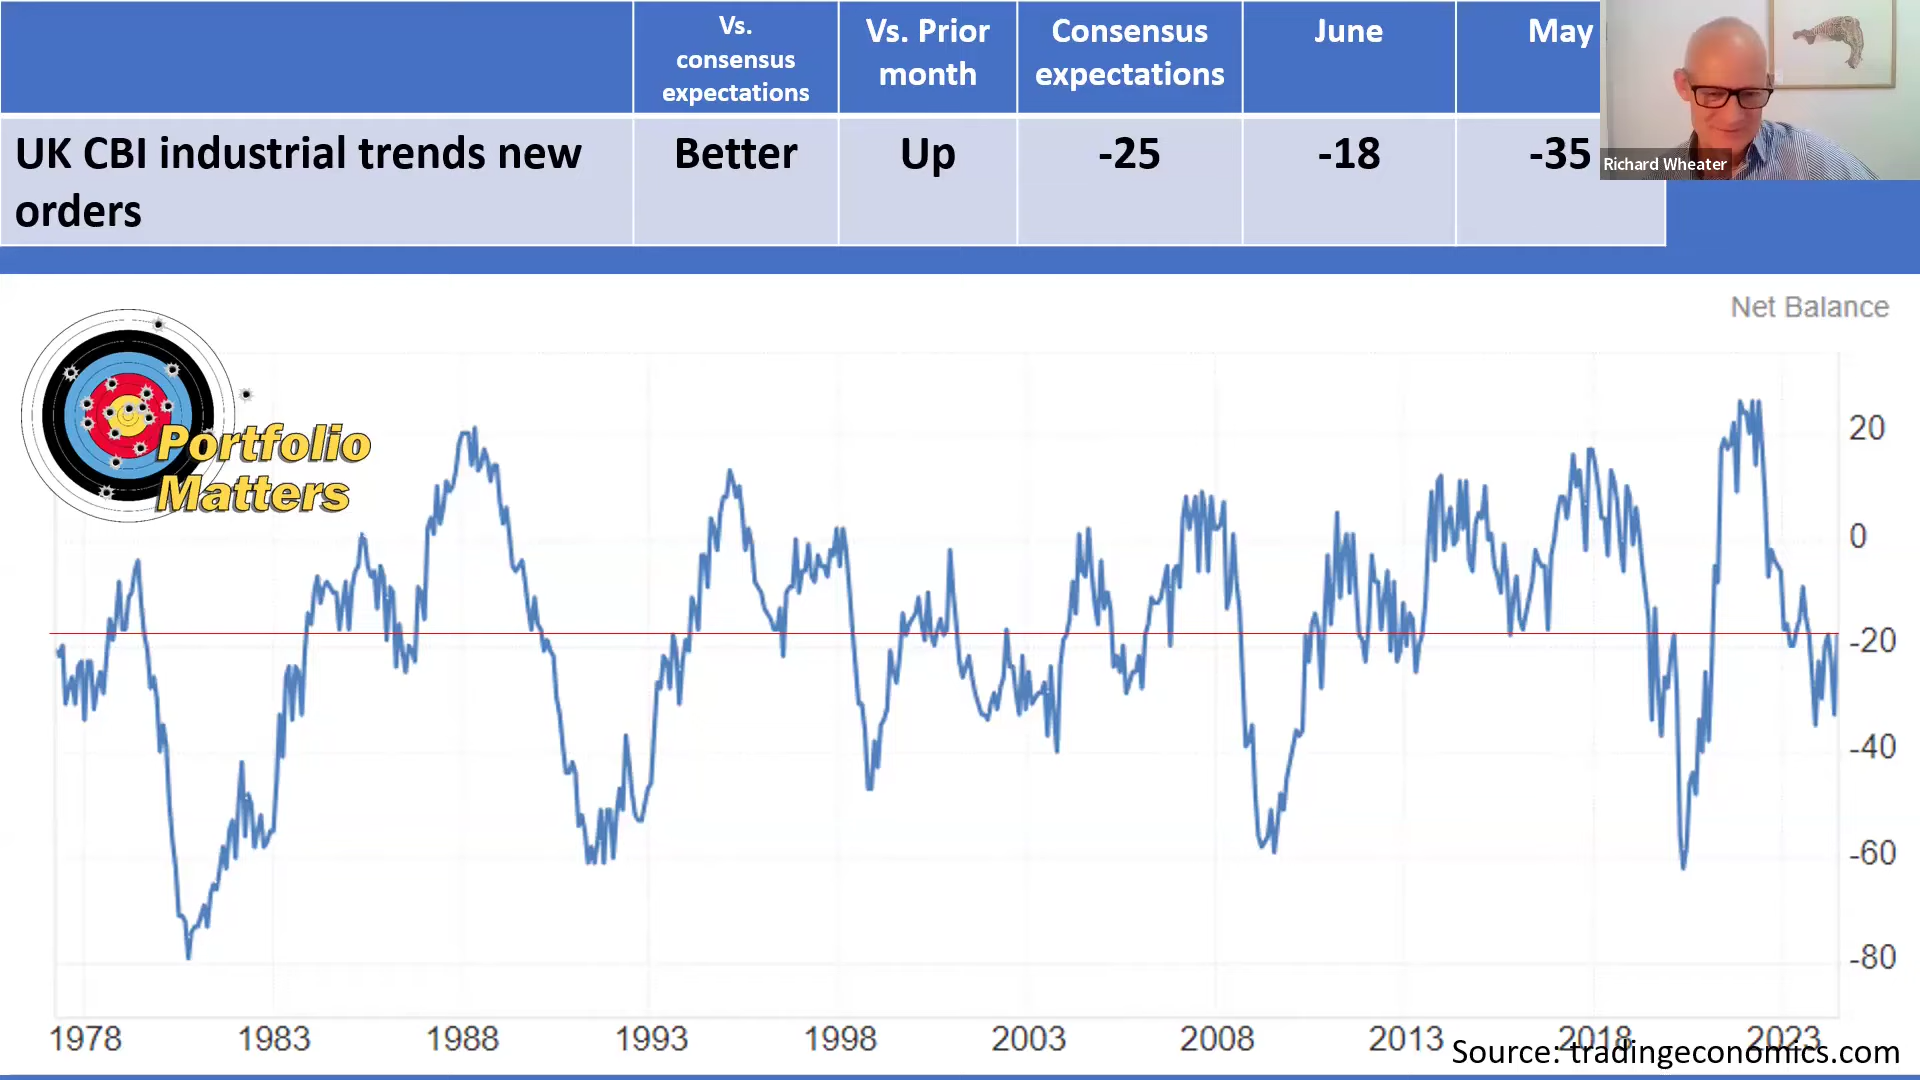 Vs.
consensus
expectations
Vs. Prior
month
Consensus
expectations
June
May
UK CBI industrial trends new
orders
Better
Up
-25
-18
-35
Richard Wheater
Net Balance
Portfolio
Matters
20
0
-20
-40
-60
-80
1978
1983
1988
1993
1998
2003
2008
2013
2018
2023
Source: tradingeconomics.com